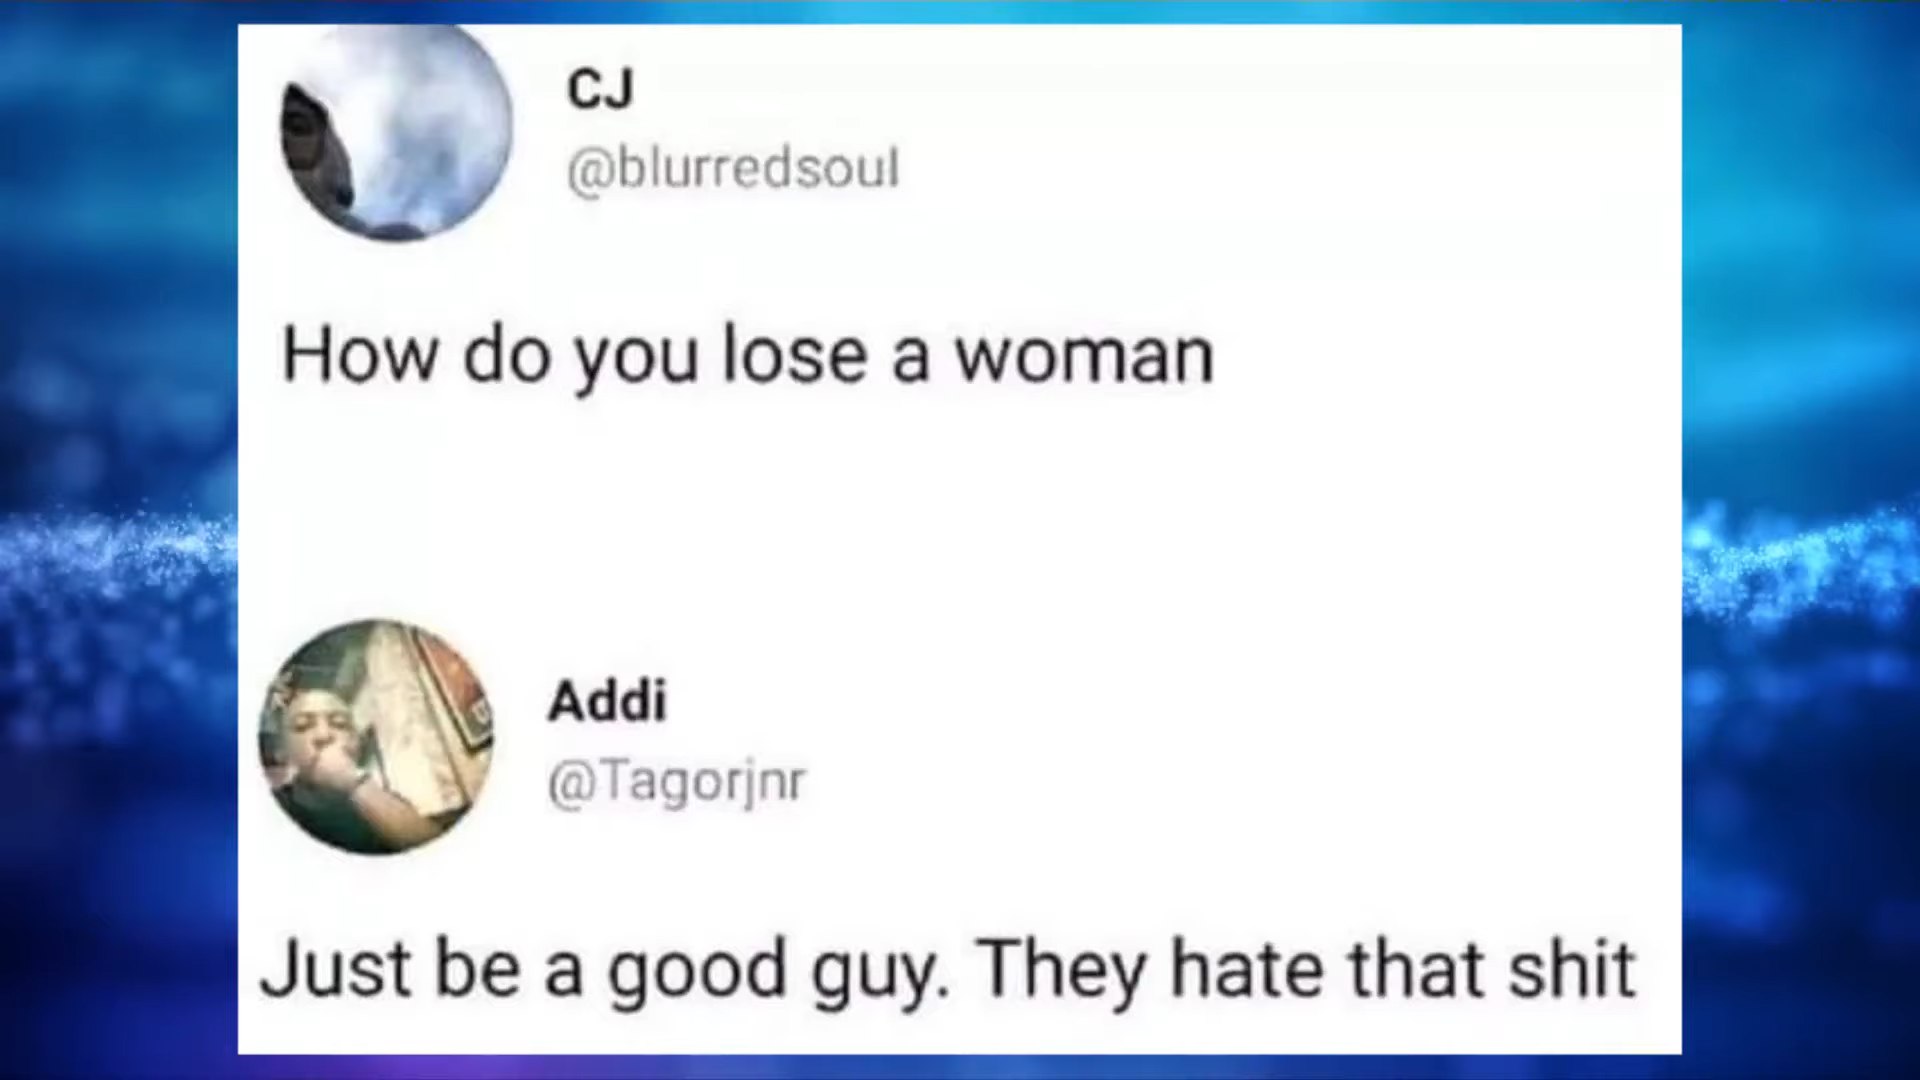 CJ
@blurredsoul
How do you lose a woman
Addi
@Tagorjnr
Just be a good guy. They hate that shit